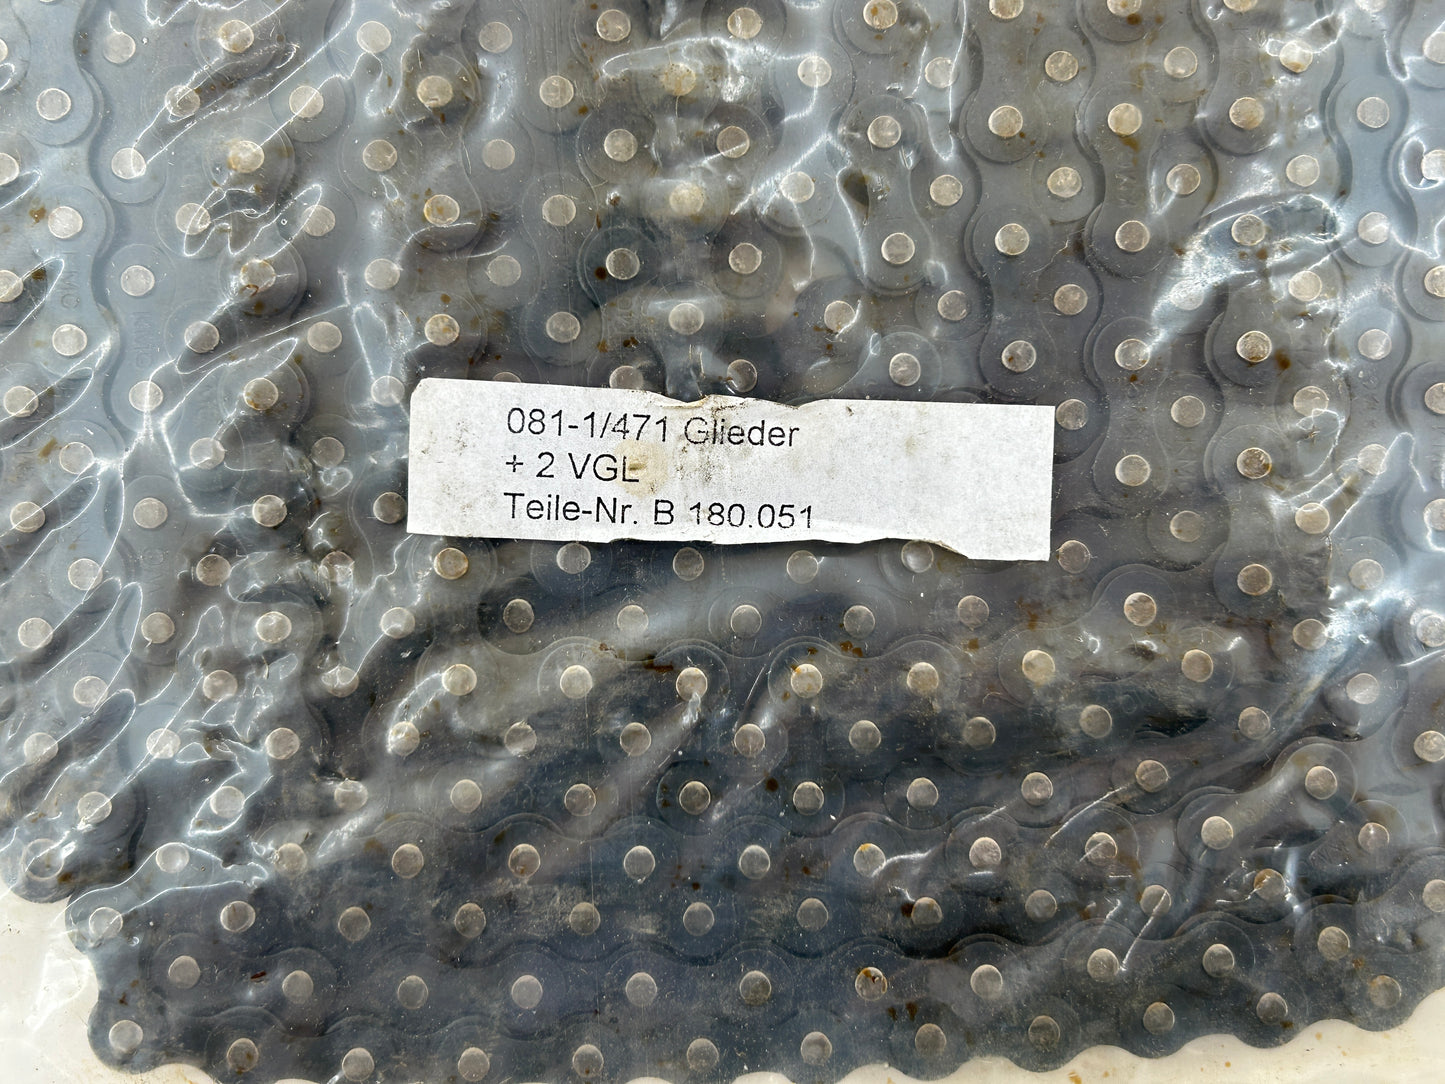 081-1/471 Glieder
+ 2 VGL
Teile-Nr. B 180.051